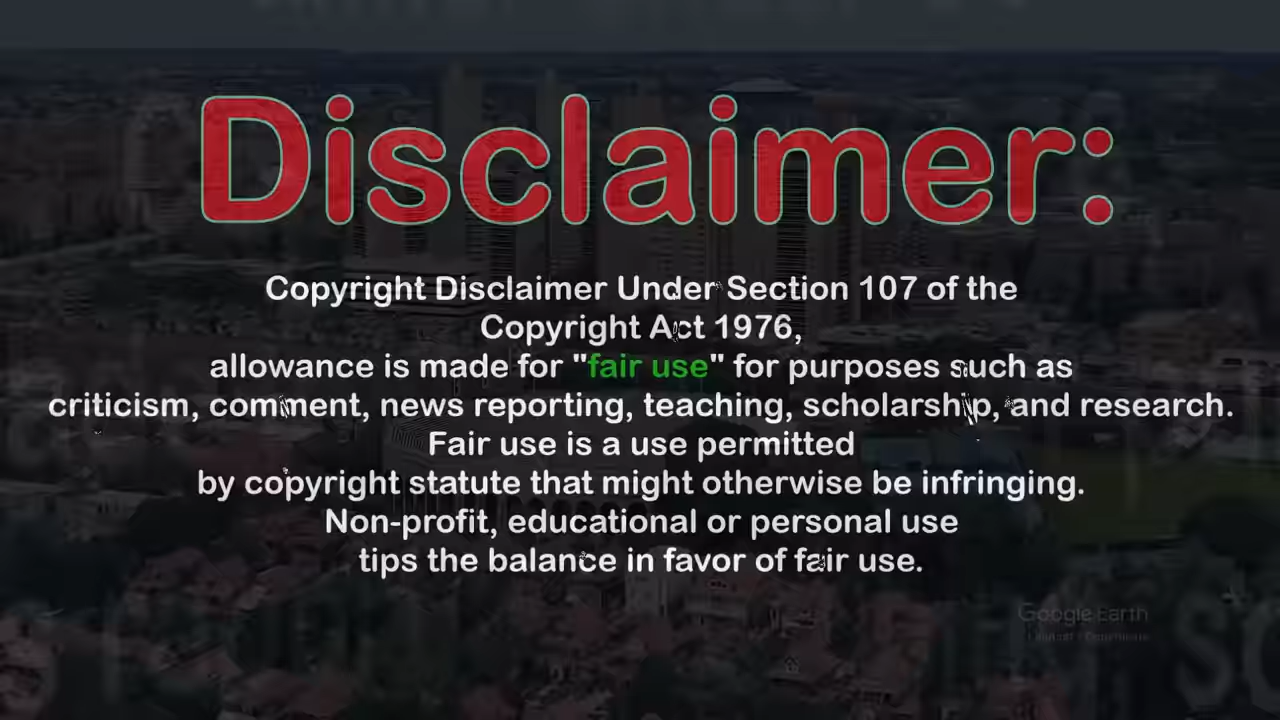 Disclaimer:
Copyright Disclaimer Under Section 107 of the
Copyright Act 1976,
allowance is made for "fair use" for purposes such as
criticism, comment, news reporting, teaching, scholarship, and research.
Fair use is a use permitted
by copyright statute that might otherwise be infringing.
Non-profit, educational or personal use
tips the balance in favor of fair use.
Google Earth